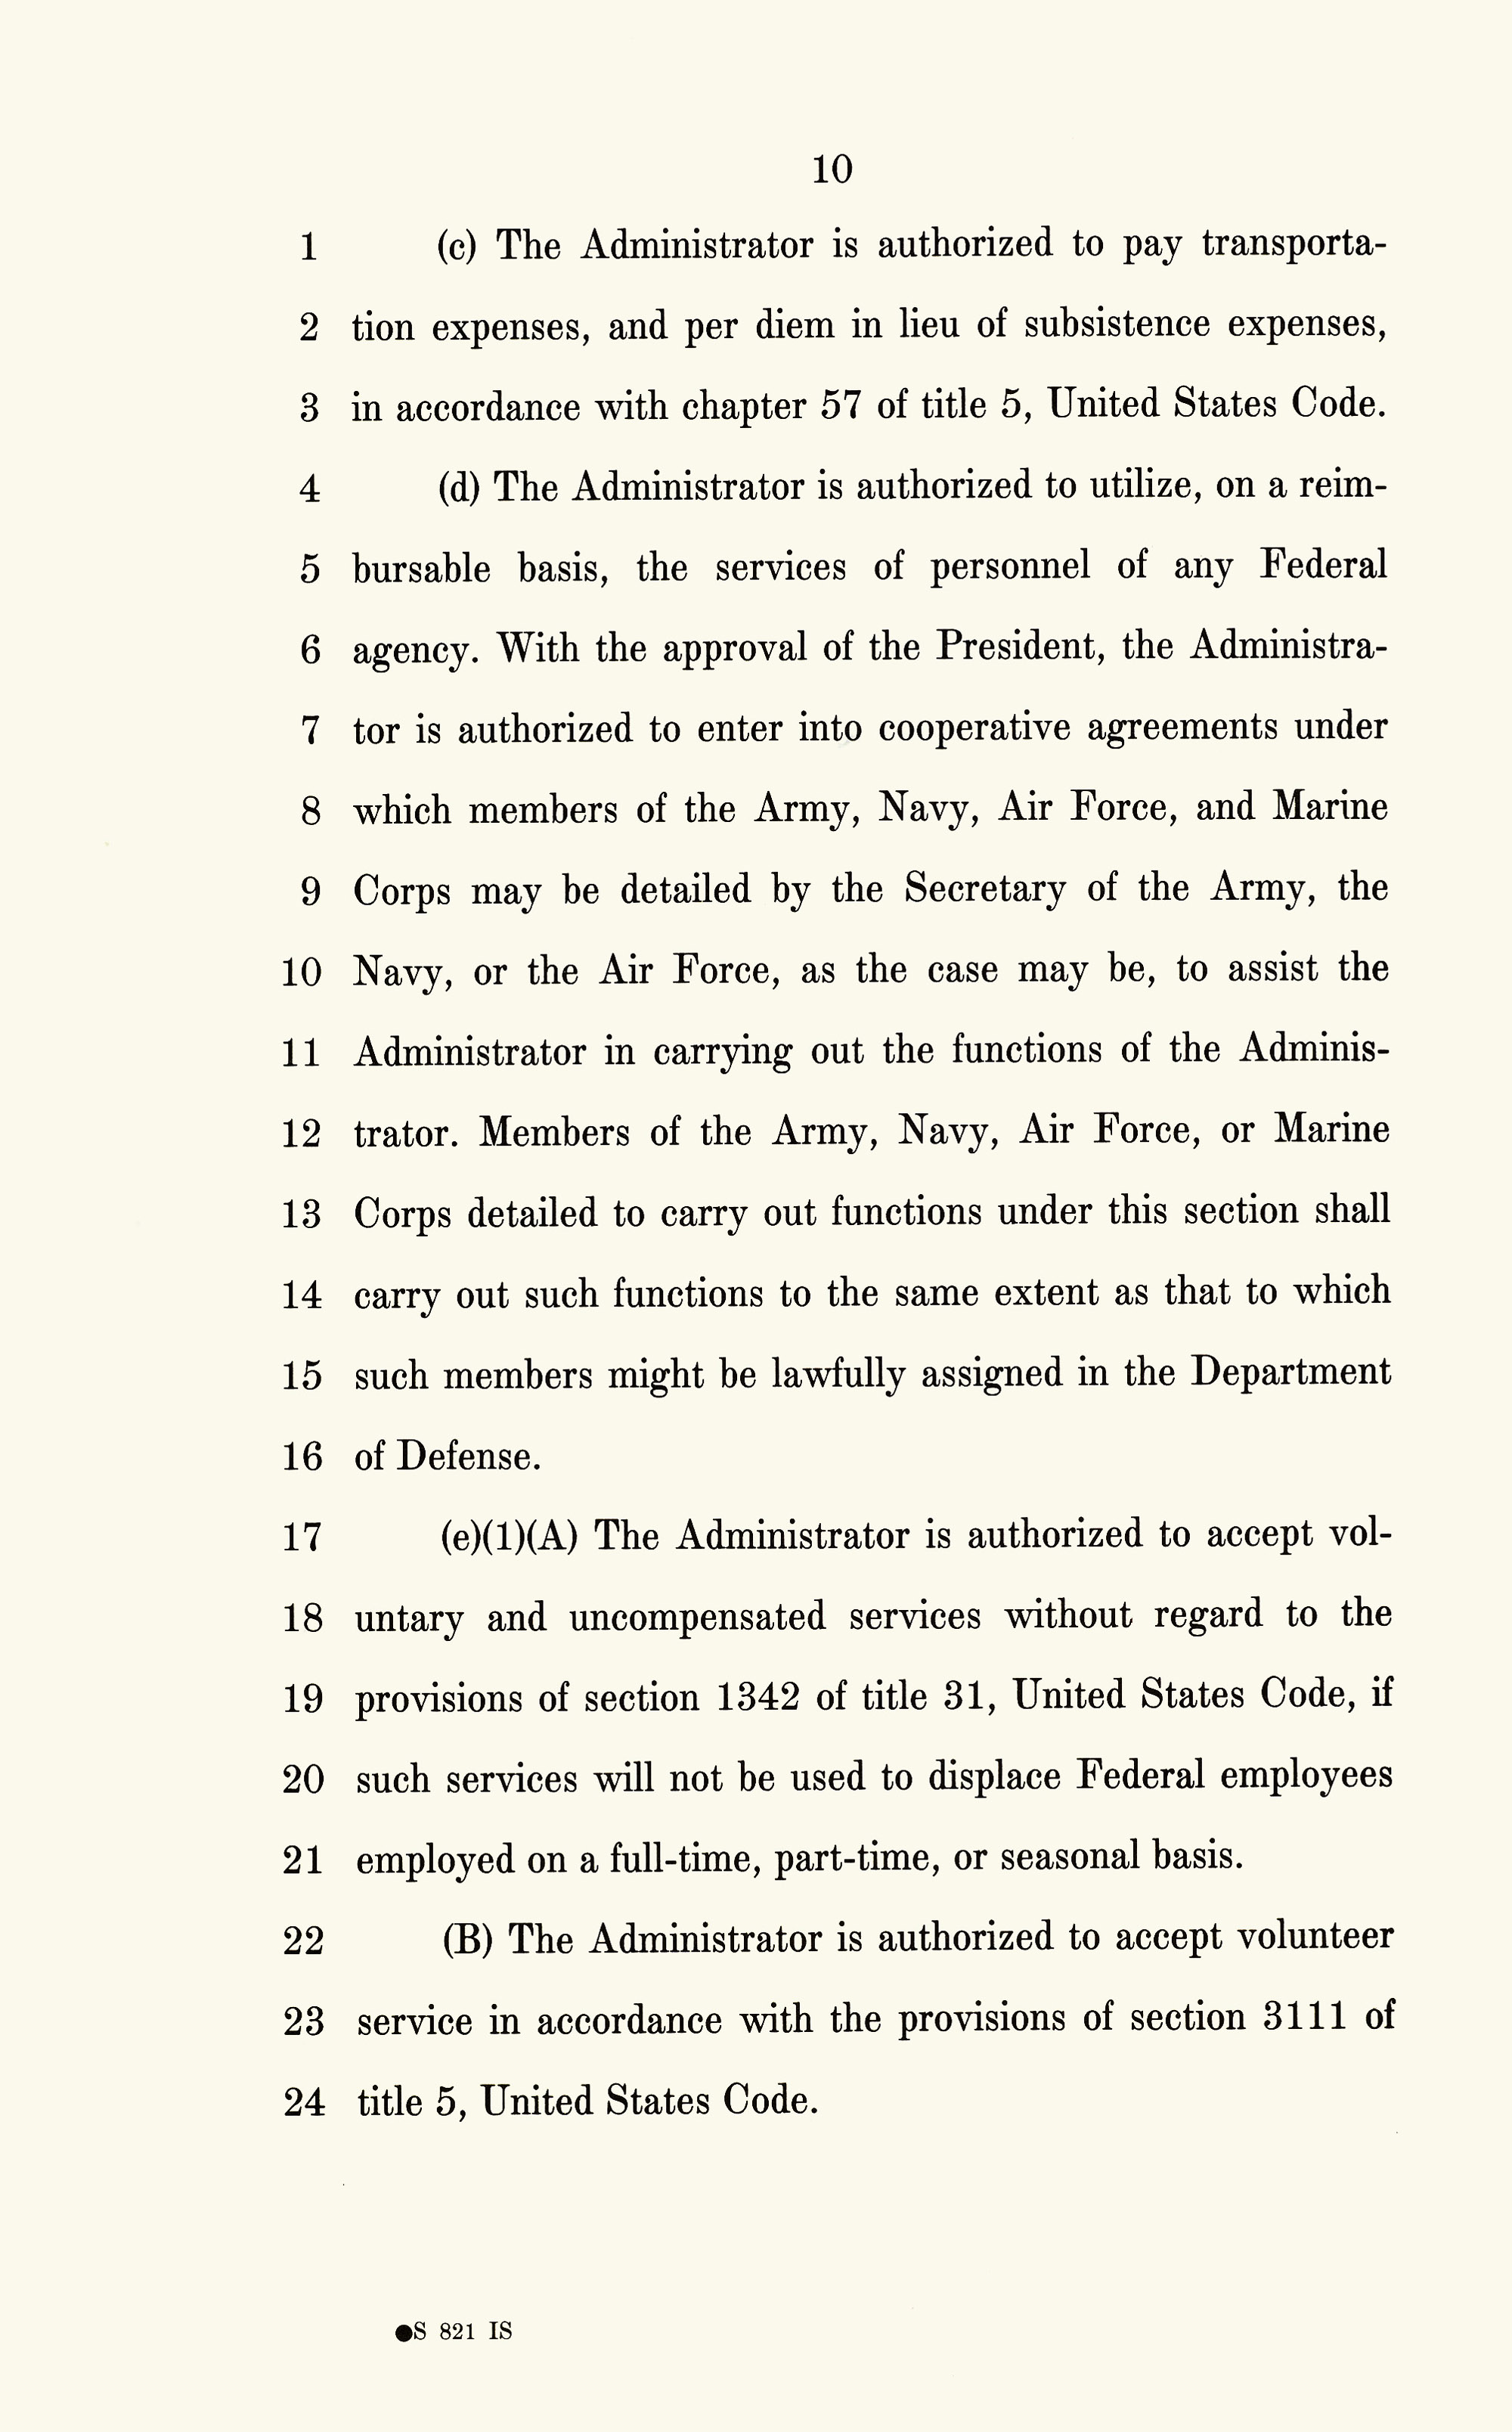 10
1 (c) The Administrator is authorized to pay transporta-
2 tion expenses, and per diem in lieu of subsistence expenses,
3 in accordance with chapter 57 of title 5, United States Code.
4 (d) The Administrator is authorized to utilize, on a reim-
5 bursable basis, the services of personnel of any Federal
6 agency. With the approval of the President, the Administra-
7 tor is authorized to enter into cooperative agreements under
8 which members of the Army, Navy, Air Force, and Marine
9 Corps may be detailed by the Secretary of the Army, the
10 Navy, or the Air Force, as the case may be, to assist the
11 Administrator in carrying out the functions of the Adminis-
12 trator. Members of the Army, Navy, Air Force, or Marine
13 Corps detailed to carry out functions under this section shall
14 carry out such functions to the same extent as that to which
15 such members might be lawfully assigned in the Department
16 of Defense.
17 (e)(1)(A) The Administrator is authorized to accept vol-
18 untary and uncompensated services without regard to the
19 provisions of section 1342 of title 31, United States Code, if
20 such services will not be used to displace Federal employees
21 employed on a full-time, part-time, or seasonal basis.
22 (B) The Administrator is authorized to accept volunteer
23 service in accordance with the provisions of section 3111 of
24 title 5, United States Code.
●S 821 IS